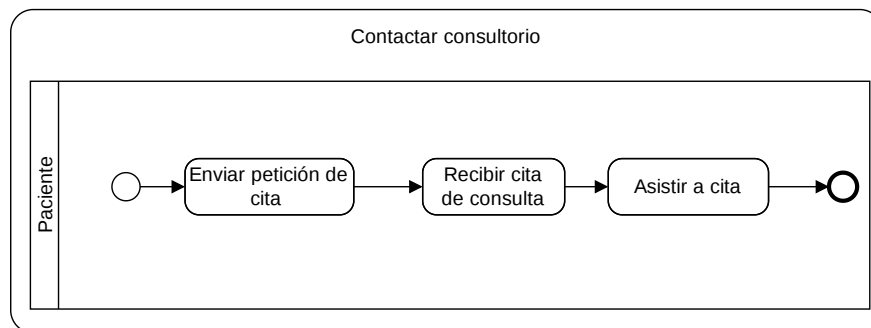 Contactar consultorio
Paciente
Enviar petición de
cita
Recibir cita
de consulta
Asistir a cita